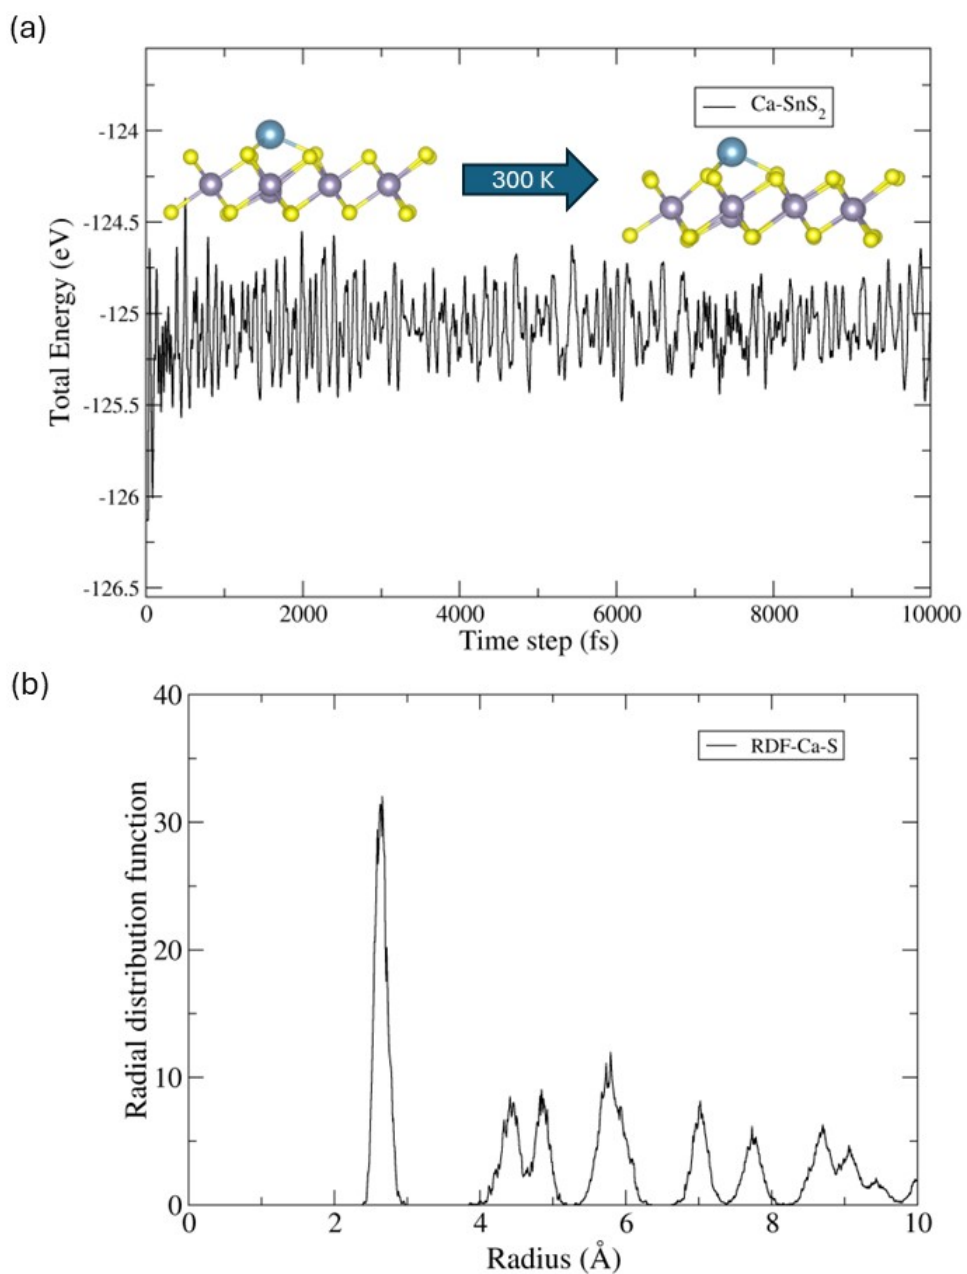 (a)
Ca-SnS₂
300 K
-124
-124.5
-125
-125.5
-126
-126.5
Total Energy (eV)
0 2000 4000 6000 8000 10000
Time step (fs)
(b)
RDF-Ca-S
40
30
20
10
0
Radial distribution function
0 2 4 6 8 10
Radius (Å)